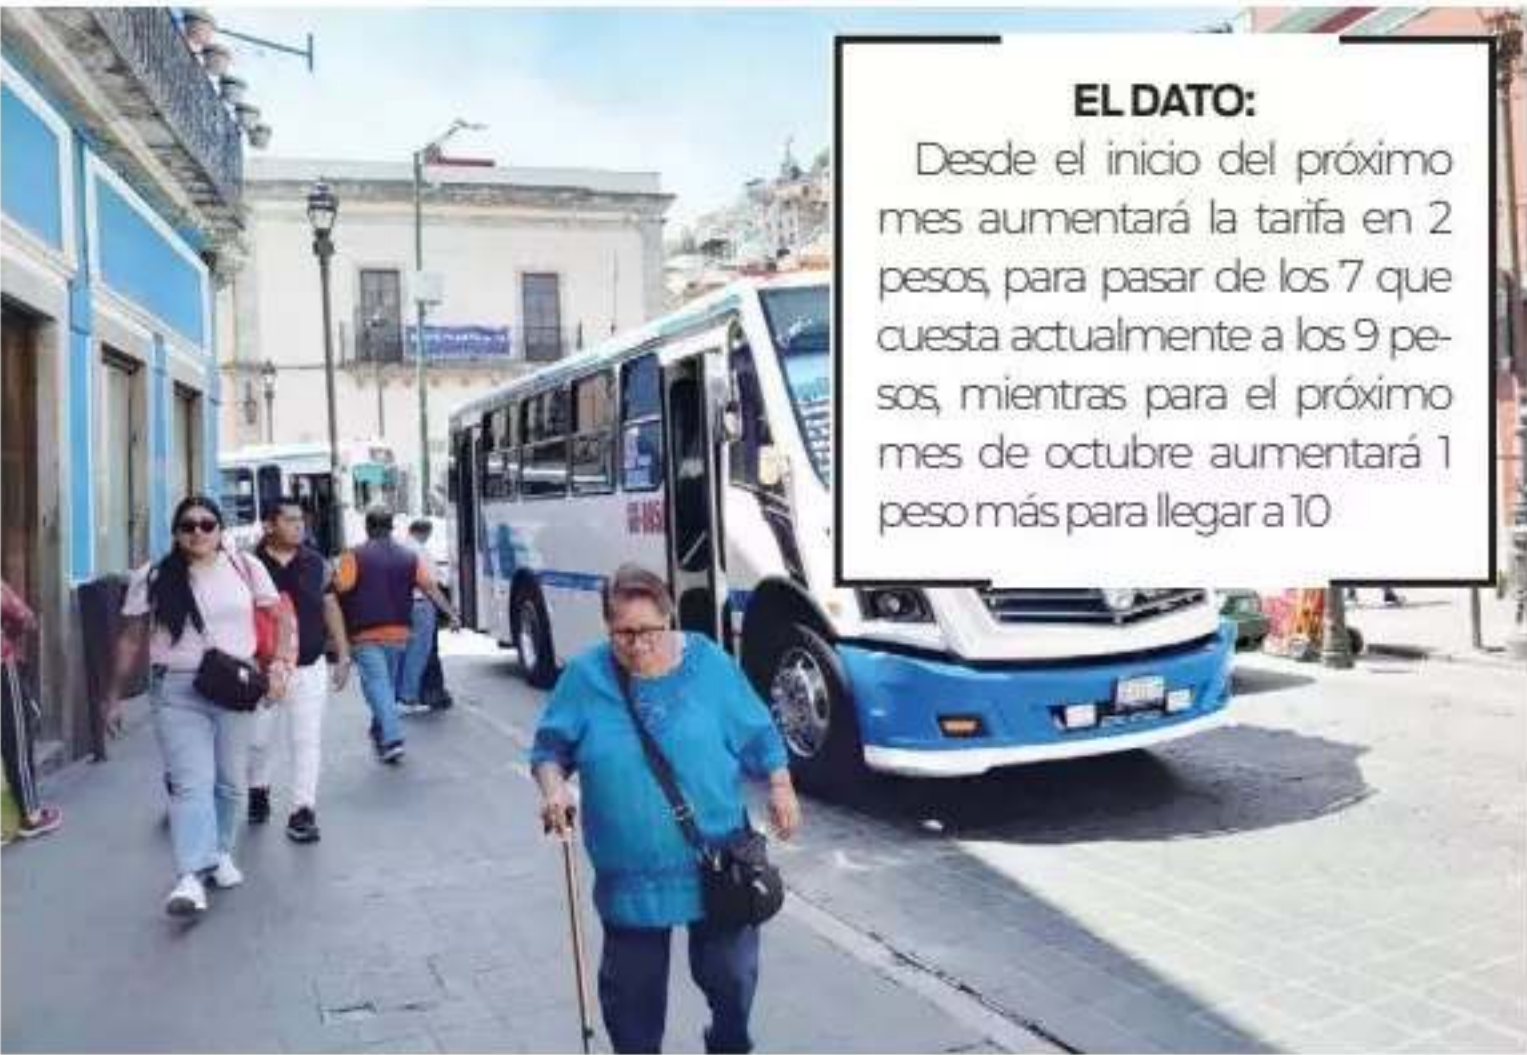 EL DATO:
Desde el inicio del próximo
mes aumentará la tarifa en 2
pesos, para pasar de los 7 que
cuesta actualmente a los 9 pe-
sos, mientras para el próximo
mes de octubre aumentará 1
peso más para llegar a 10